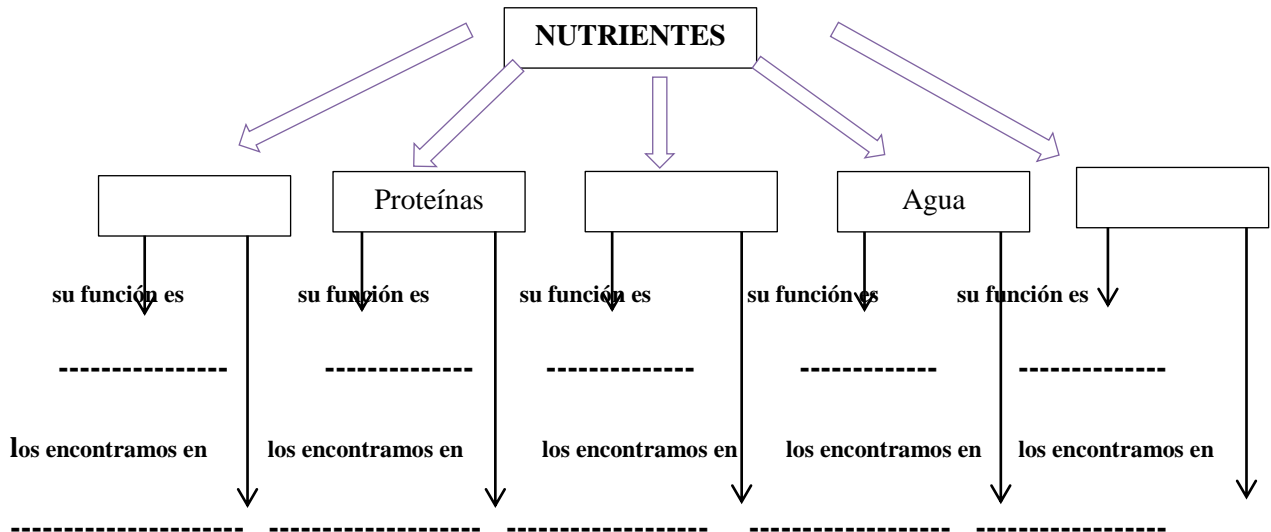 NUTRIENTES
Proteínas Agua
su función es su función es su función es su función es su función es
---------------- -------------- -------------- ------------- --------------
los encontramos en los encontramos en los encontramos en los encontramos en los encontramos en
---------------------- -------------------- ------------------- ------------------- ------------------